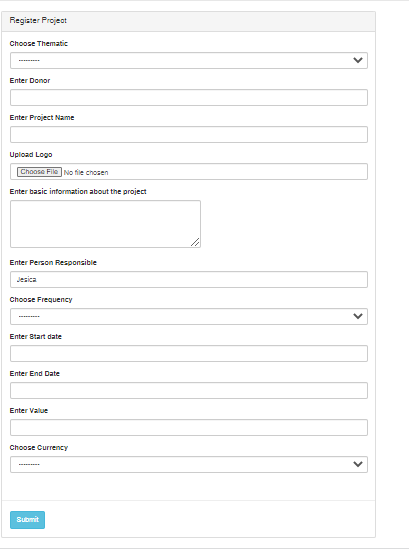 Register Project
Choose Thematic
---------
Enter Donor
Enter Project Name
Upload Logo
Choose File No file chosen
Enter basic information about the project
Enter Person Responsible
Jesica
Choose Frequency
---------
Enter Start date
Enter End Date
Enter Value
Choose Currency
---------
Submit